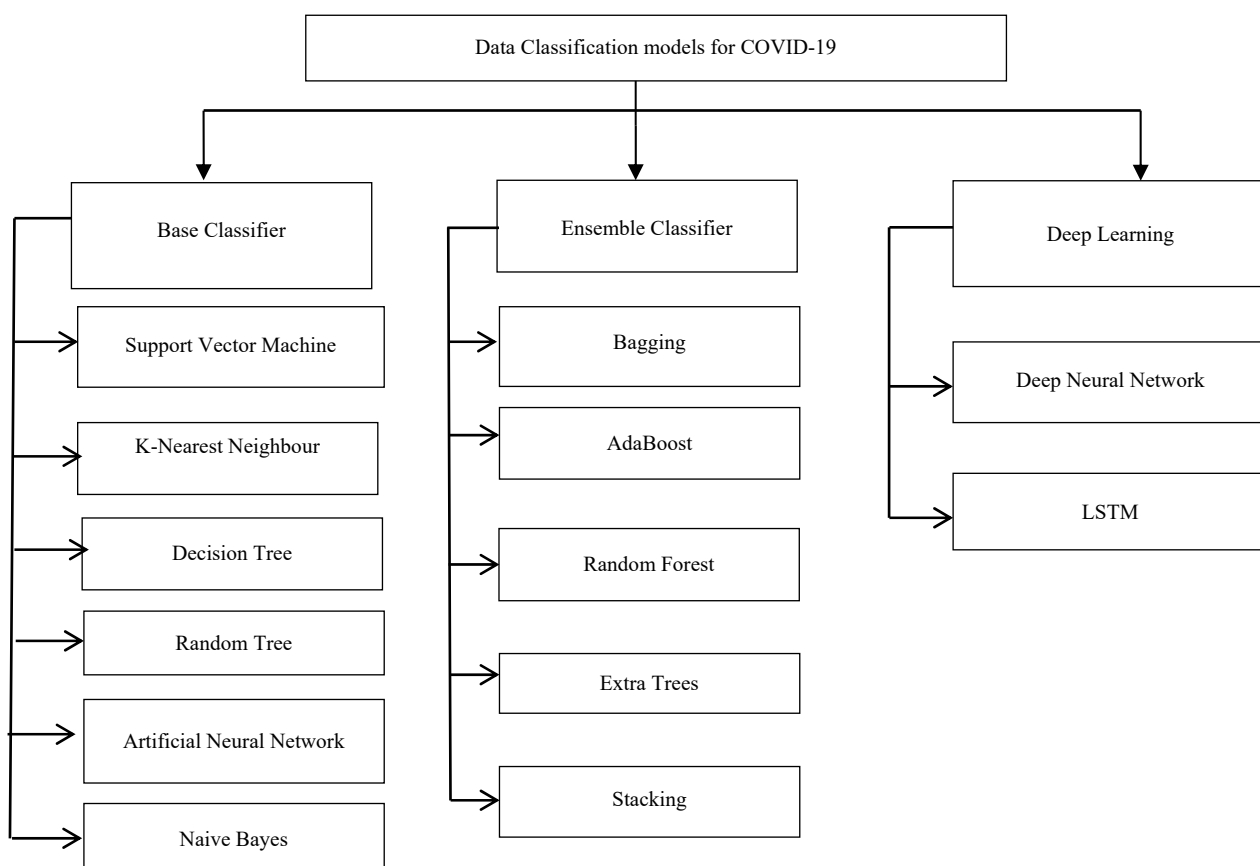 Data Classification models for COVID-19
Base Classifier
Support Vector Machine
K-Nearest Neighbour
Decision Tree
Random Tree
Artificial Neural Network
Naive Bayes
Ensemble Classifier
Bagging
AdaBoost
Random Forest
Extra Trees
Stacking
Deep Learning
Deep Neural Network
LSTM